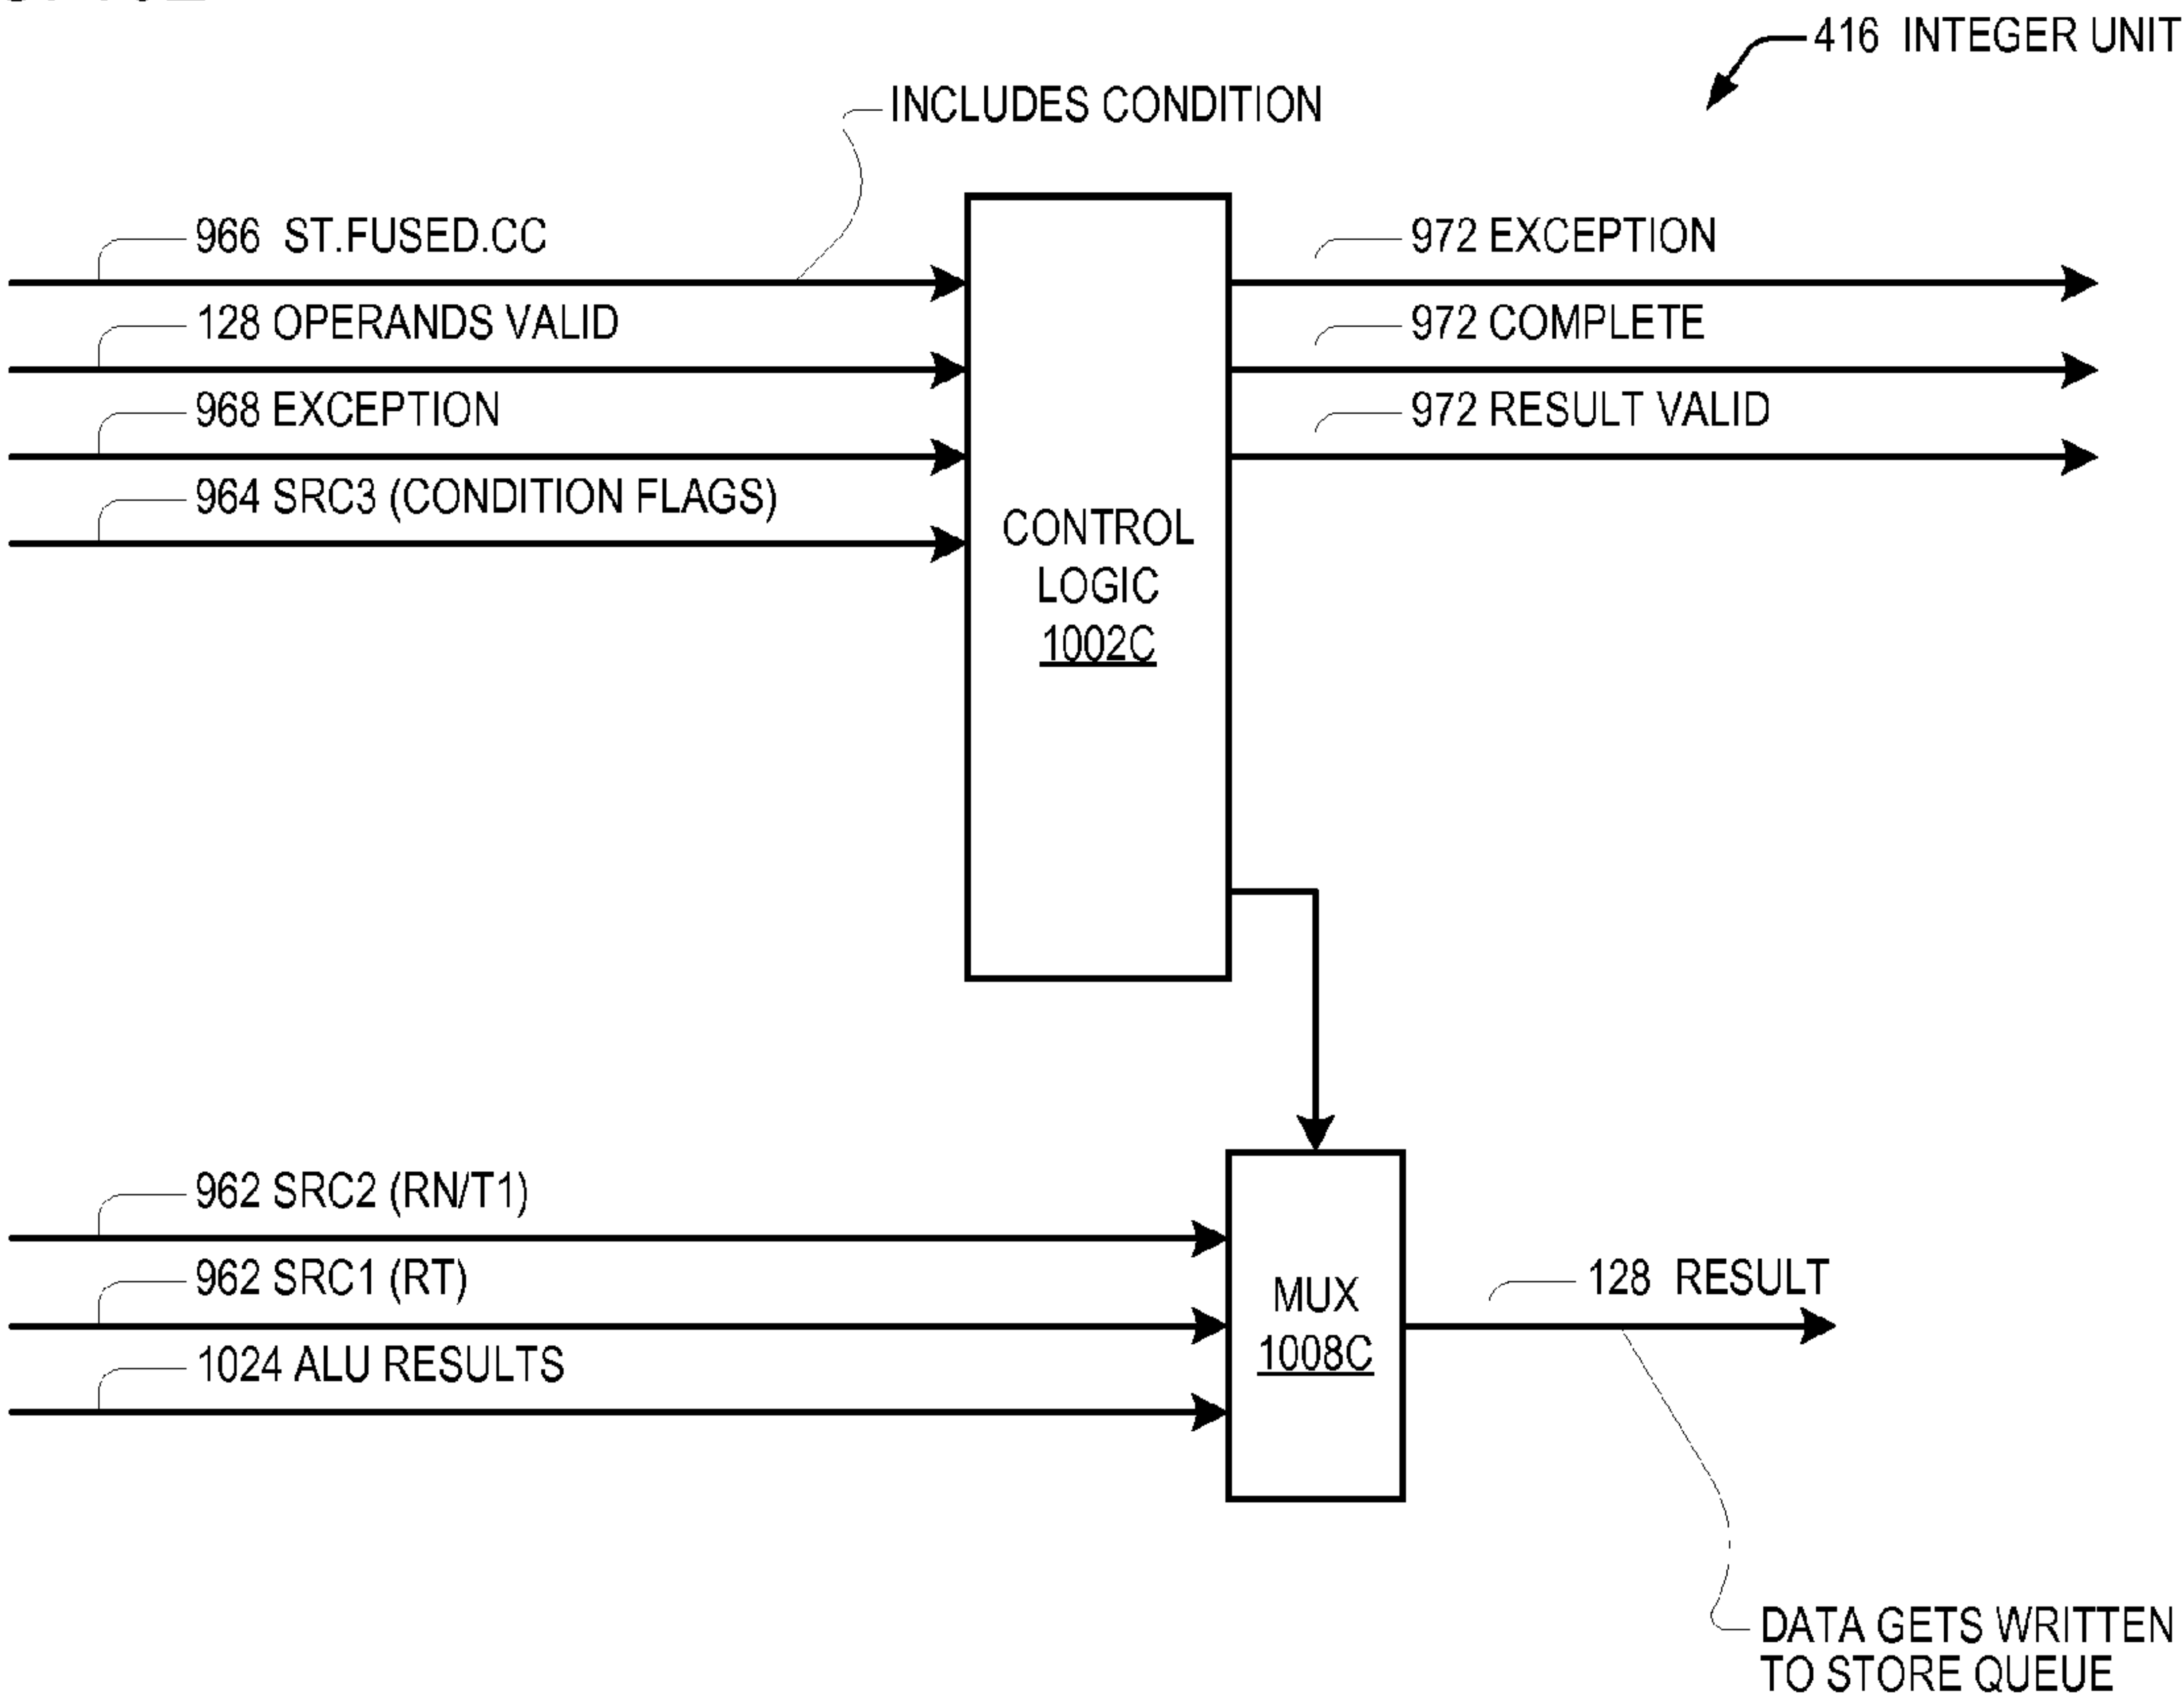 416 INTEGER UNIT
INCLUDES CONDITION
966 ST.FUSED.CC
972 EXCEPTION
128 OPERANDS VALID
972 COMPLETE
968 EXCEPTION
972 RESULT VALID
964 SRC3 (CONDITION FLAGS)
CONTROL
LOGIC
1002C
962 SRC2 (RN/T1)
962 SRC1 (RT)
128 RESULT
MUX
1008C
1024 ALU RESULTS
DATA GETS WRITTEN
TO STORE QUEUE